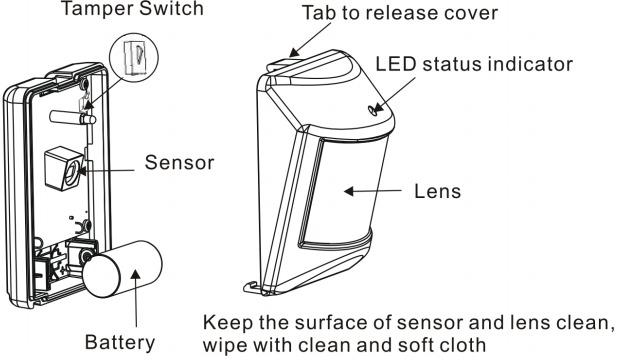 Tamper Switch
Tab to release cover
LED status indicator
Sensor
Lens
Battery
Keep the surface of sensor and lens clean,
wipe with clean and soft cloth